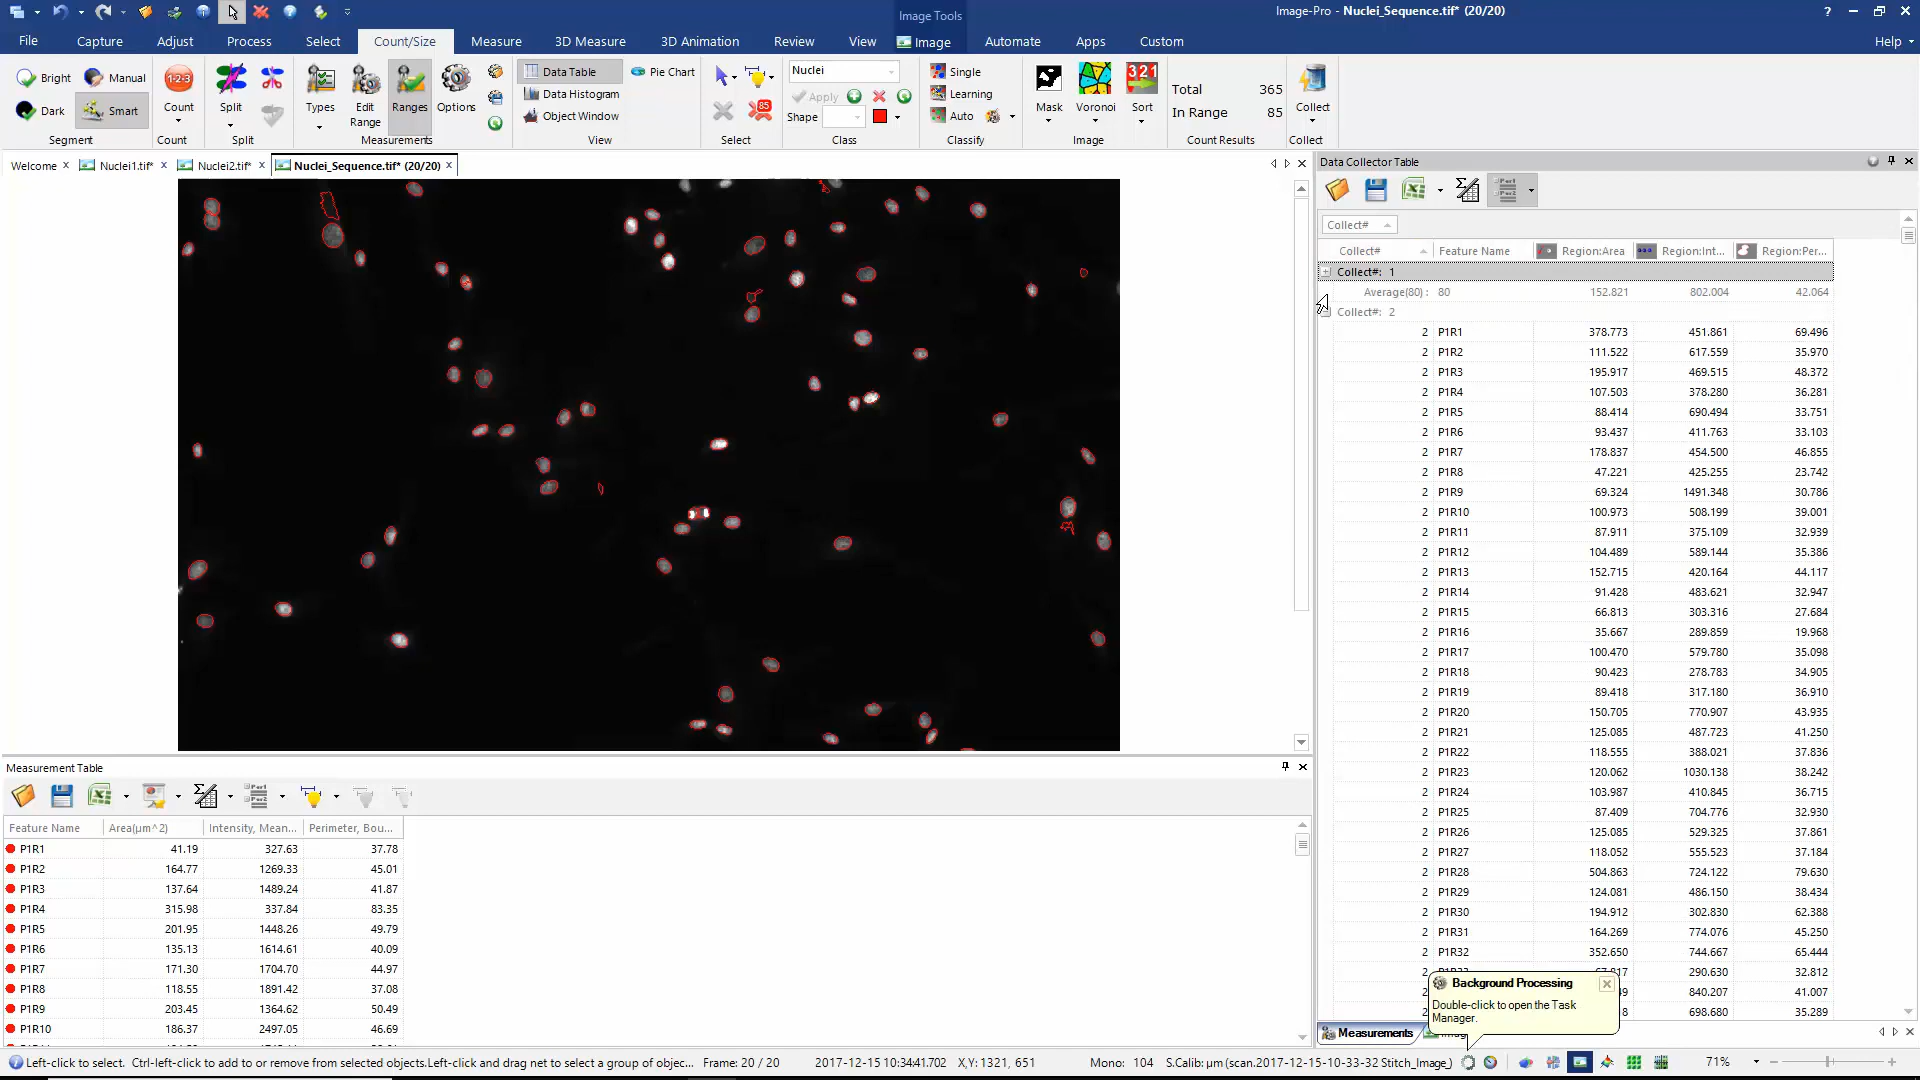 Image Tools
Image-Pro - Nuclei_Sequence.tif* (20/20)
File Capture Adjust Process Select Count/Size Measure 3D Measure 3D Animation Review View Image Automate Apps Custom Help
Bright Manual
Dark Smart
Segment
1-2-3
Count
Count
Split
Split
Types
Edit Range
Ranges
Options
Measurements
Data Table Pie Chart
Data Histogram
Object Window
View
85
Select
Nuclei
Apply
Shape
Class
Single
Learning
Auto
Classify
Mask
Voronoi
321
Sort
Image
Total 365
In Range 85
Count Results
Collect
Collect
Welcome Nuclei1.tif* Nuclei2.tif* Nuclei_Sequence.tif* (20/20)
Data Collector Table
Collect#
Collect# Feature Name Region:Area Region:Int... Region:Per...
Collect#: 1
Average(80) : 80 152.821 802.004 42.064
Collect#: 2
2 P1R1 378.773 451.861 69.496
2 P1R2 111.522 617.559 35.970
2 P1R3 195.917 469.515 48.372
2 P1R4 107.503 378.280 36.281
2 P1R5 88.414 690.494 33.751
2 P1R6 93.437 411.763 33.103
2 P1R7 178.837 454.500 46.855
2 P1R8 47.221 425.255 23.742
2 P1R9 69.324 1491.348 30.786
2 P1R10 100.973 508.199 39.001
2 P1R11 87.911 375.109 32.939
2 P1R12 104.489 589.144 35.386
2 P1R13 152.715 420.164 44.117
2 P1R14 91.428 483.621 32.947
2 P1R15 66.813 303.316 27.684
2 P1R16 35.667 289.859 19.968
2 P1R17 100.470 579.780 35.098
2 P1R18 90.423 278.783 34.905
2 P1R19 89.418 317.180 36.910
2 P1R20 150.705 770.907 43.935
2 P1R21 125.085 487.723 41.250
2 P1R22 118.555 388.021 37.836
2 P1R23 120.062 1030.138 38.242
2 P1R24 103.987 410.845 36.715
2 P1R25 87.409 704.776 32.930
2 P1R26 125.085 529.325 37.861
2 P1R27 118.052 555.523 37.184
2 P1R28 504.863 724.122 79.630
2 P1R29 124.081 486.150 38.434
2 P1R30 194.912 302.830 62.388
2 P1R31 164.269 774.076 45.250
2 P1R32 352.650 744.667 65.444
2 290.630 32.812
2 840.207 41.007
2 698.680 35.289
Background Processing
Double-click to open the Task Manager.
Measurements
Measurement Table
Feature Name Area(µm^2) Intensity, Mean... Perimeter, Bou...
P1R1 41.19 327.63 37.78
P1R2 164.77 1269.33 45.01
P1R3 137.64 1489.24 41.87
P1R4 315.98 337.84 83.35
P1R5 201.95 1448.26 49.79
P1R6 135.13 1614.61 40.09
P1R7 171.30 1704.70 44.97
P1R8 118.55 1891.42 37.08
P1R9 203.45 1364.62 50.49
P1R10 186.37 2497.05 46.69
Left-click to select. Ctrl-left-click to add to or remove from selected objects.Left-click and drag net to select a group of objec... Frame: 20 / 20 2017-12-15 10:34:41.702 X,Y: 1321, 651 Mono: 104 S.Calib: µm (scan.2017-12-15-10-33-32 Stitch_Image_) 71%